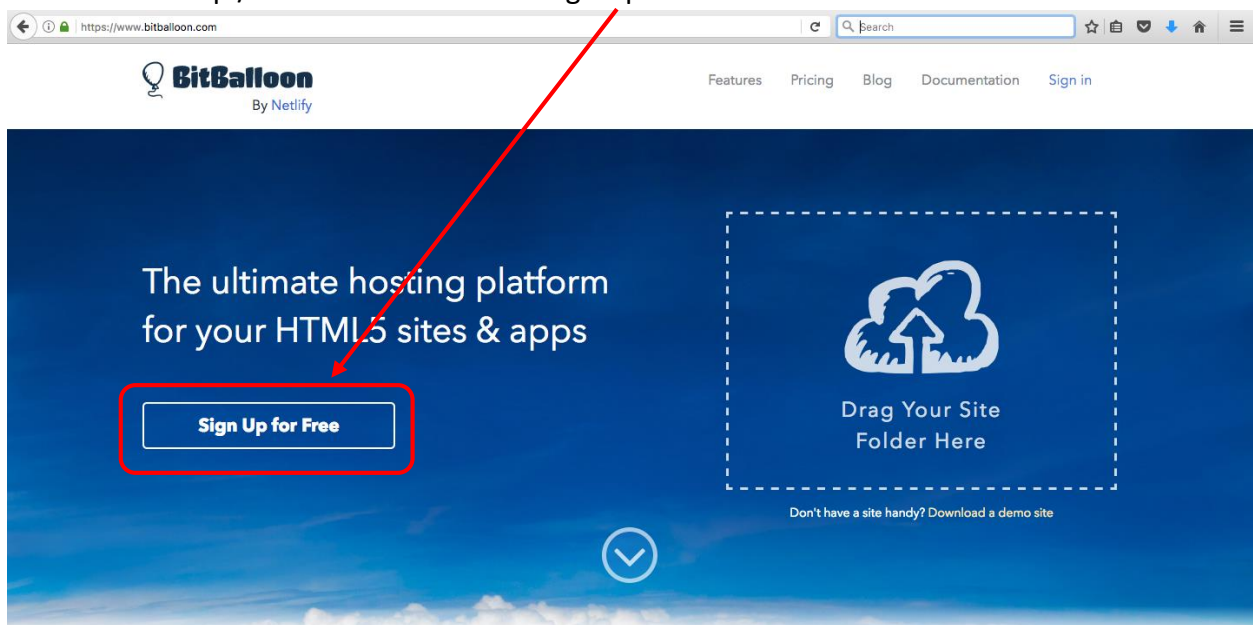 https://www.bitballoon.com
Search
BitBalloon
By Netlify
Features Pricing Blog Documentation Sign in
The ultimate hosting platform
for your HTML5 sites & apps
Sign Up for Free
Drag Your Site
Folder Here
Don't have a site handy? Download a demo site